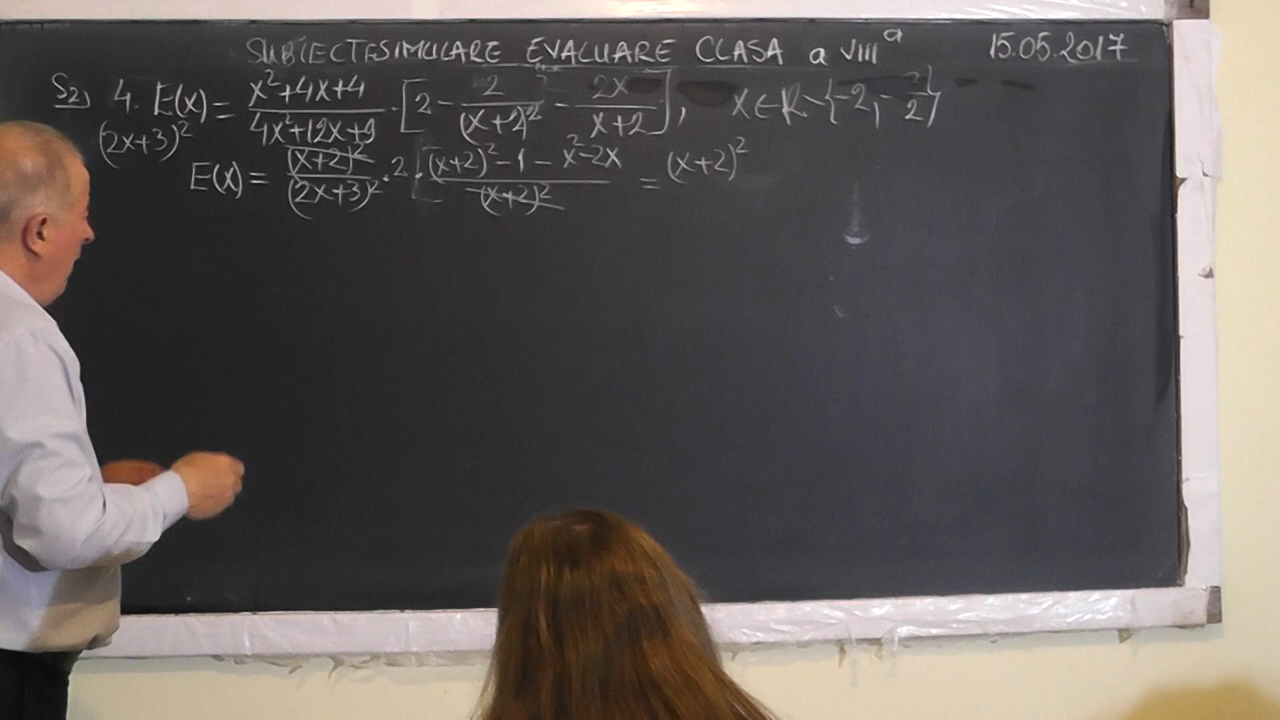 SUBIECTE SIMULARE EVALUARE CLASA a VIIIª 15.05.2017
S₂, 4. E(x) = (x²+4x+4)/(4x²+12x+9) · [2 - 2/(x+2)² - 2x/(x+2)], x∈R-{-2, -3/2}
(2x+3)²
E(x) = (x+2)²/(2x+3)² · 2 · [(x+2)²-1-x²-2x/(x+2)² = (x+2)²